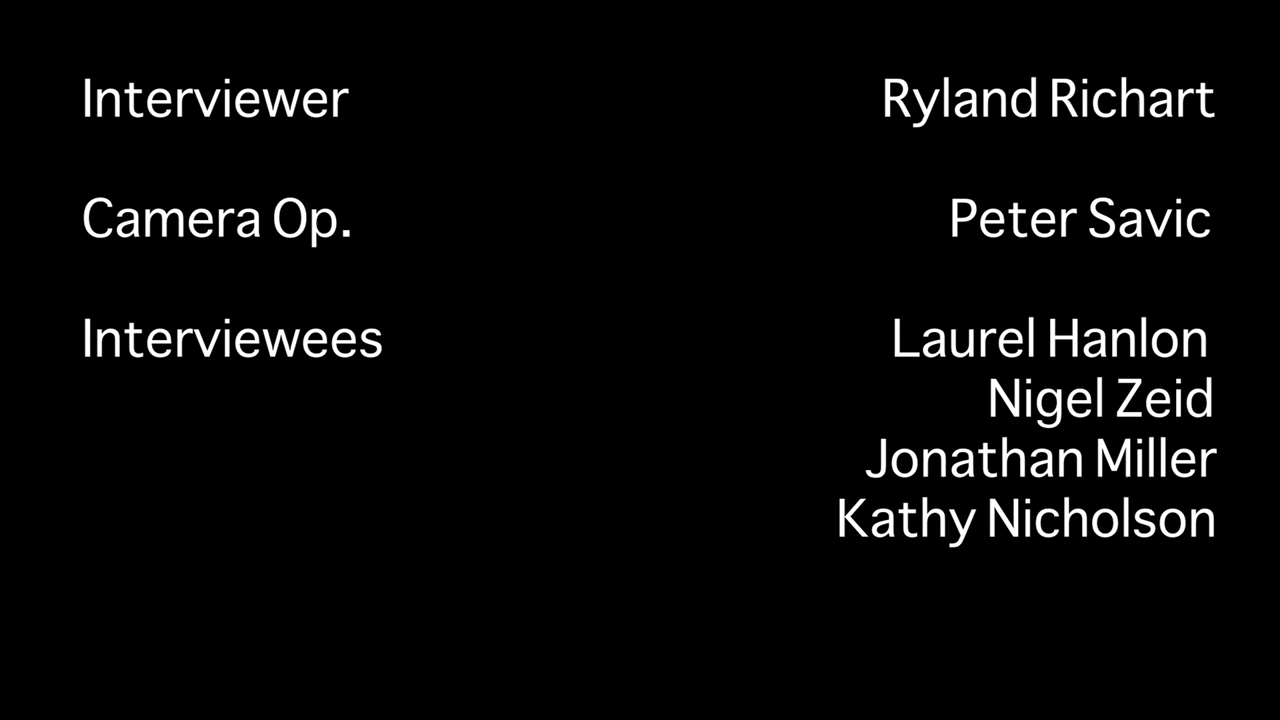 Interviewer Ryland Richart
Camera Op. Peter Savic
Interviewees Laurel Hanlon
Nigel Zeid
Jonathan Miller
Kathy Nicholson